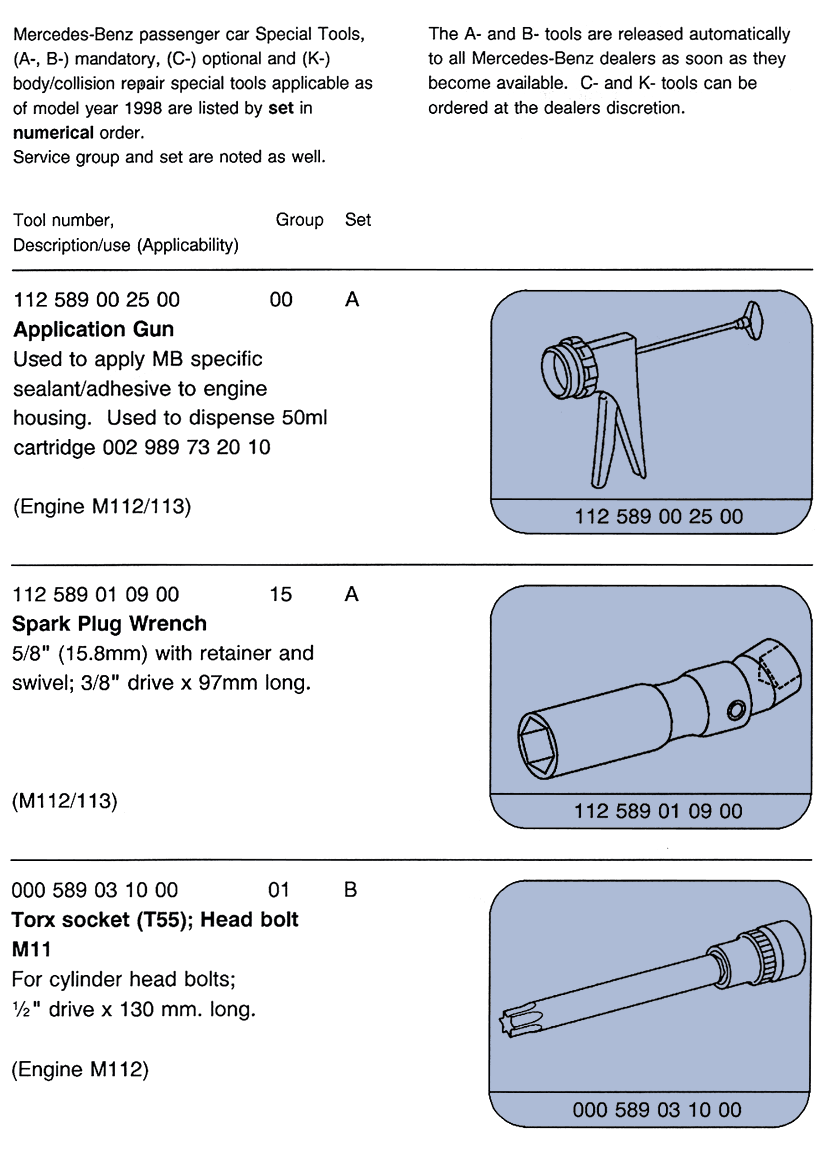 Mercedes-Benz passenger car Special Tools,
(A-, B-) mandatory, (C-) optional and (K-)
body/collision repair special tools applicable as
of model year 1998 are listed by set in
numerical order.
Service group and set are noted as well.
The A- and B- tools are released automatically
to all Mercedes-Benz dealers as soon as they
become available. C- and K- tools can be
ordered at the dealers discretion.
Tool number, Group Set
Description/use (Applicability)
112 589 00 25 00 00 A
Application Gun
Used to apply MB specific
sealant/adhesive to engine
housing. Used to dispense 50ml
cartridge 002 989 73 20 10
(Engine M112/113)
112 589 00 25 00
112 589 01 09 00 15 A
Spark Plug Wrench
5/8" (15.8mm) with retainer and
swivel; 3/8" drive x 97mm long.
(M112/113)
112 589 01 09 00
000 589 03 10 00 01 B
Torx socket (T55); Head bolt
M11
For cylinder head bolts;
½" drive x 130 mm. long.
(Engine M112)
000 589 03 10 00